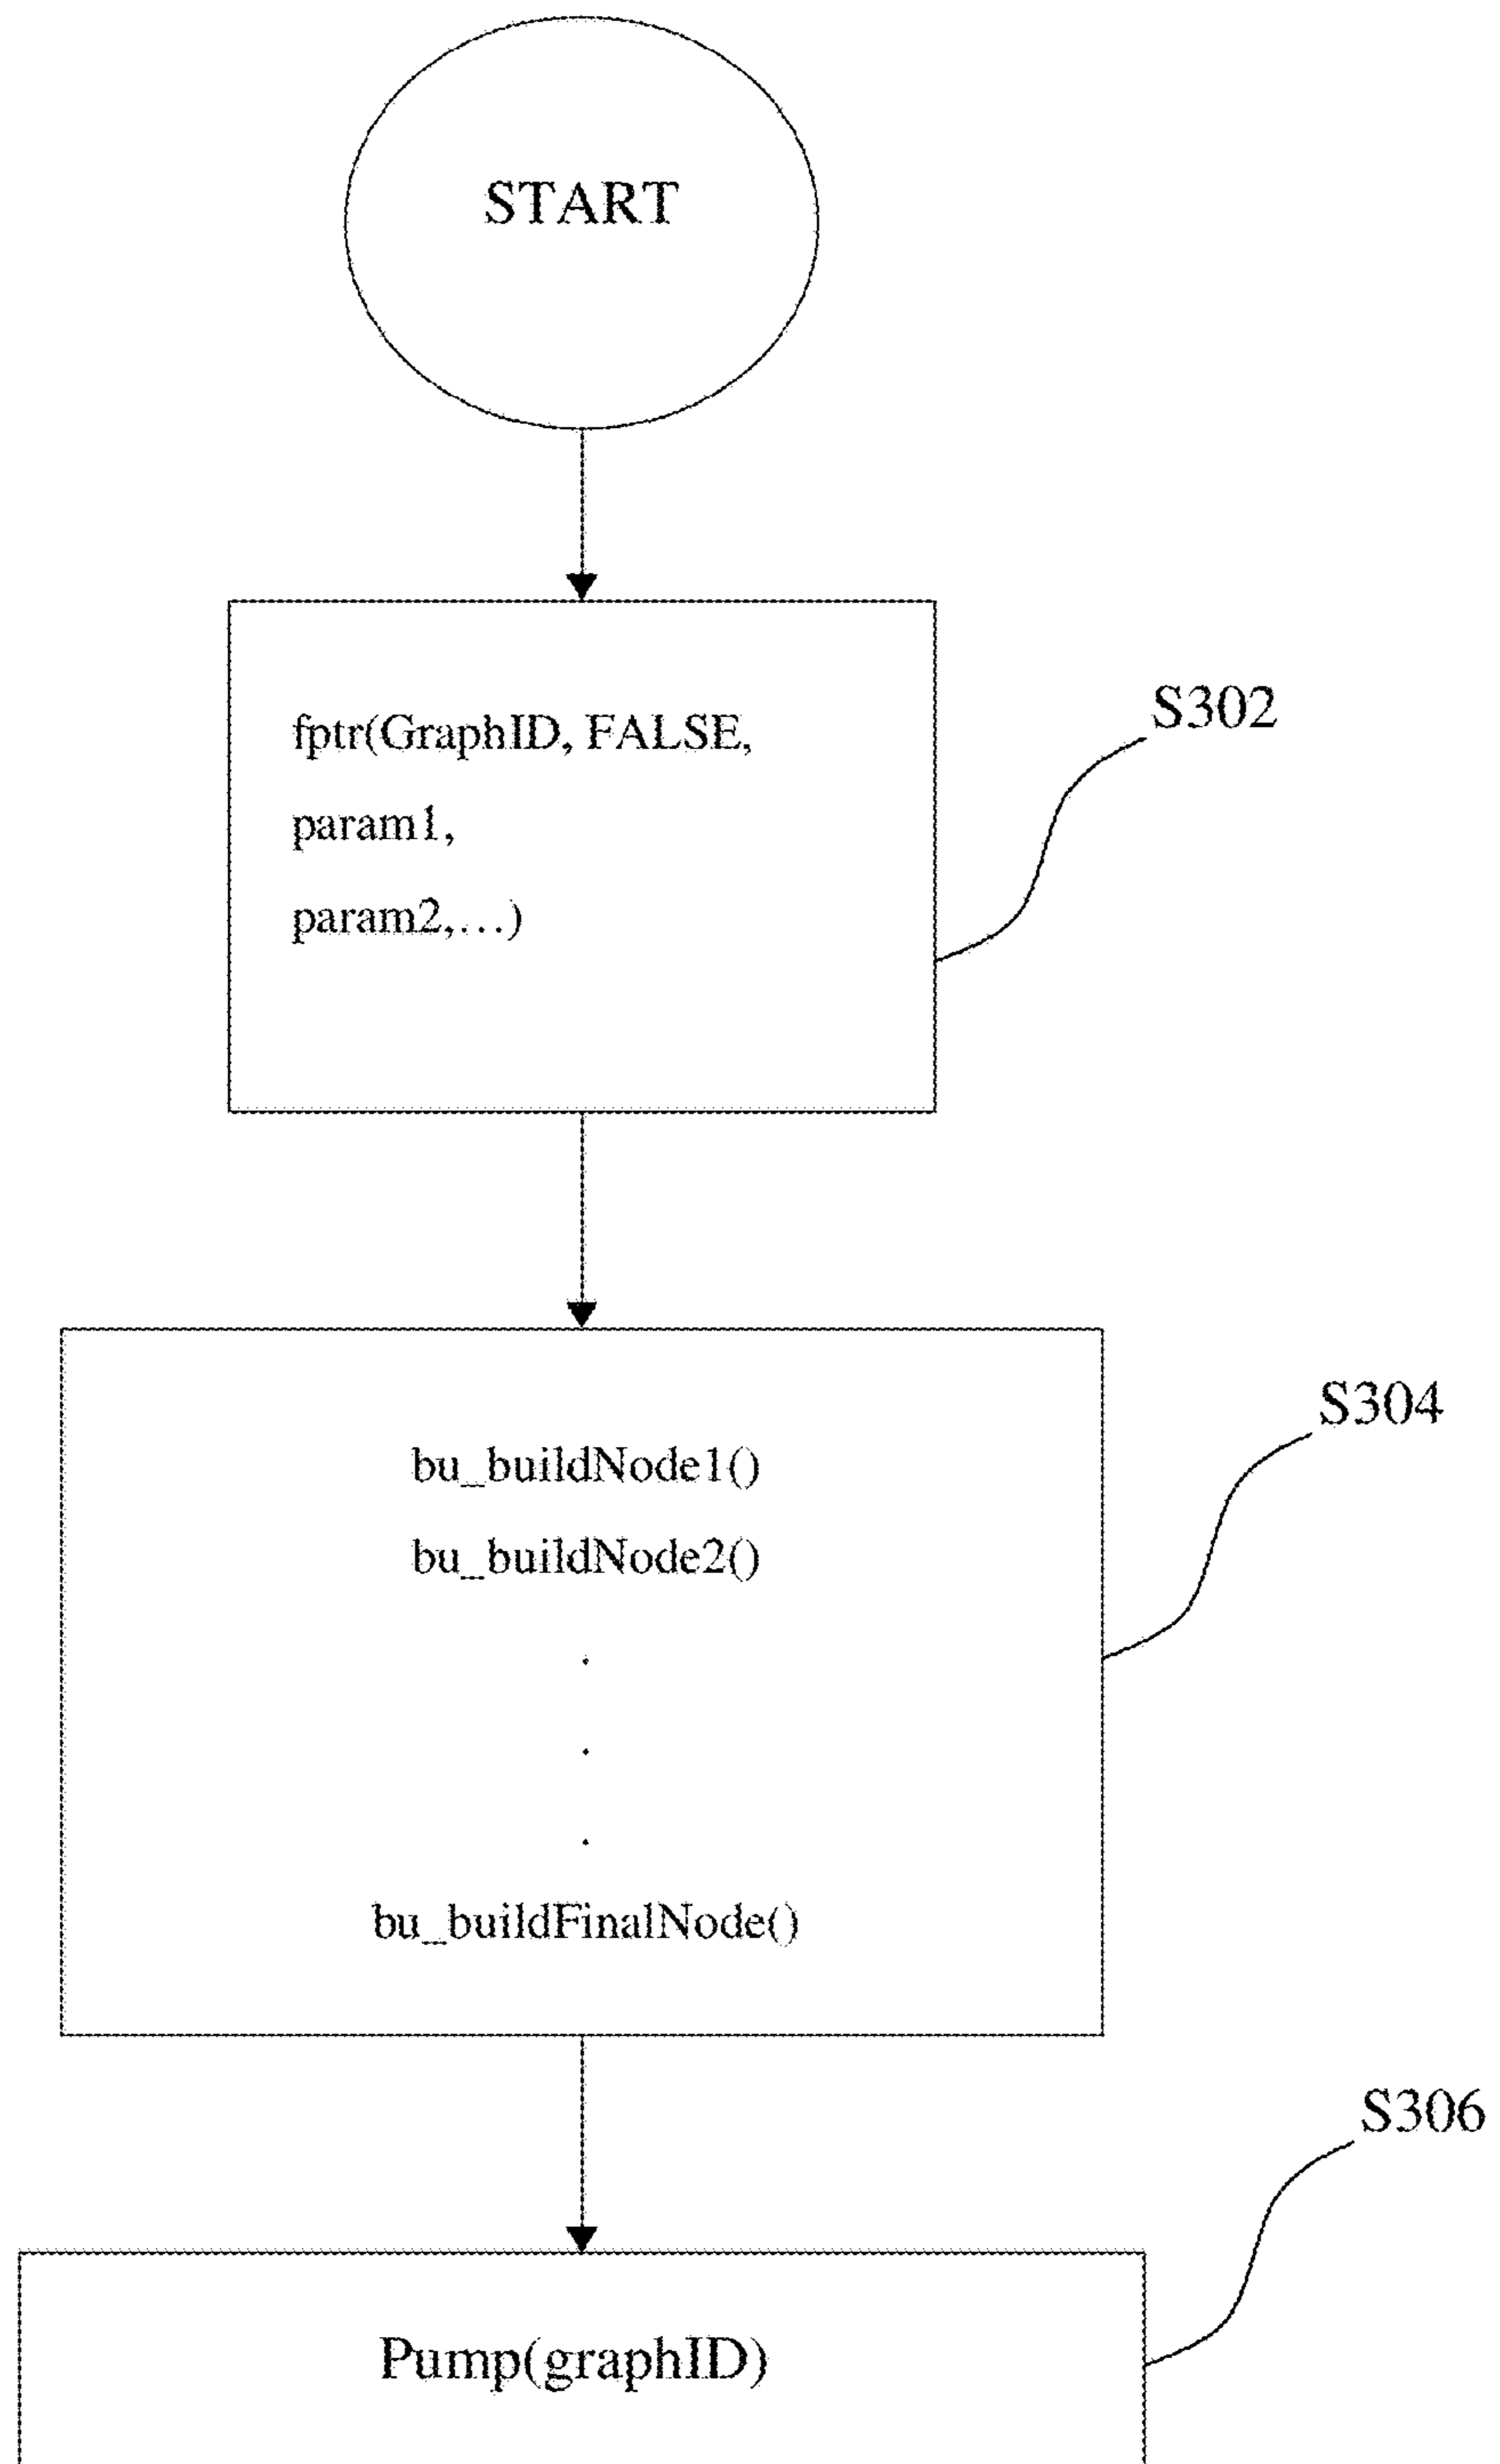 START
fptr(GraphID, FALSE,
param1,
param2,...)
S302
bu_buildNode1()
bu_buildNode2()
.
.
.
bu_buildFinalNode()
S304
S306
Pump(graphID)